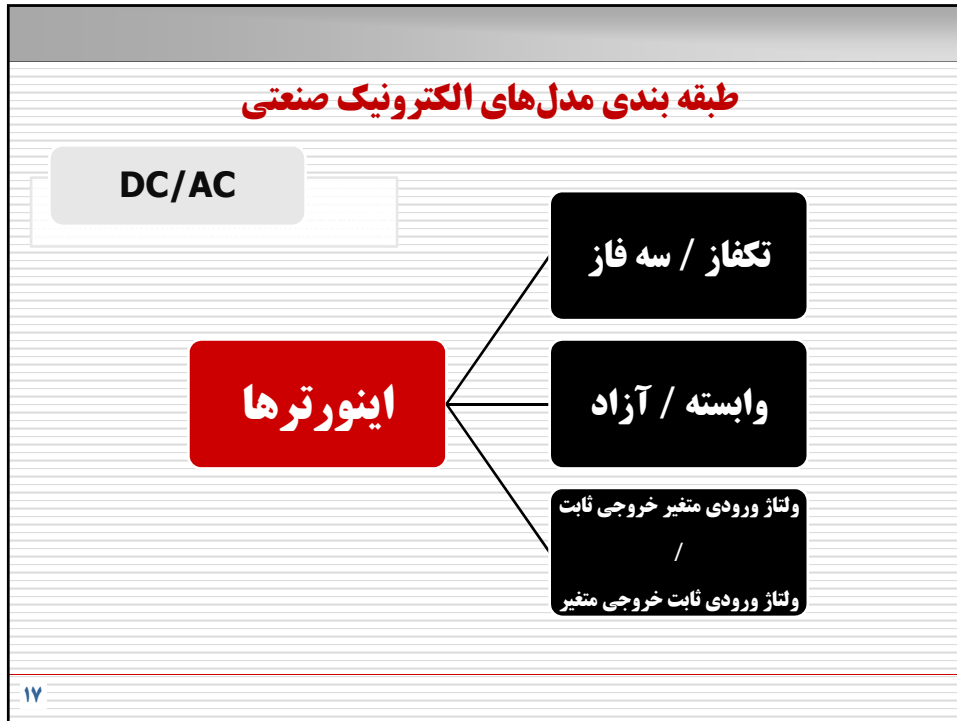 طبقه بندی مدل‌های الکترونیک صنعتی
DC/AC
تکفاز / سه فاز
اینورترها
وابسته / آزاد
ولتاژ ورودی متغیر خروجی ثابت
/
ولتاژ ورودی ثابت خروجی متغیر
۱۷